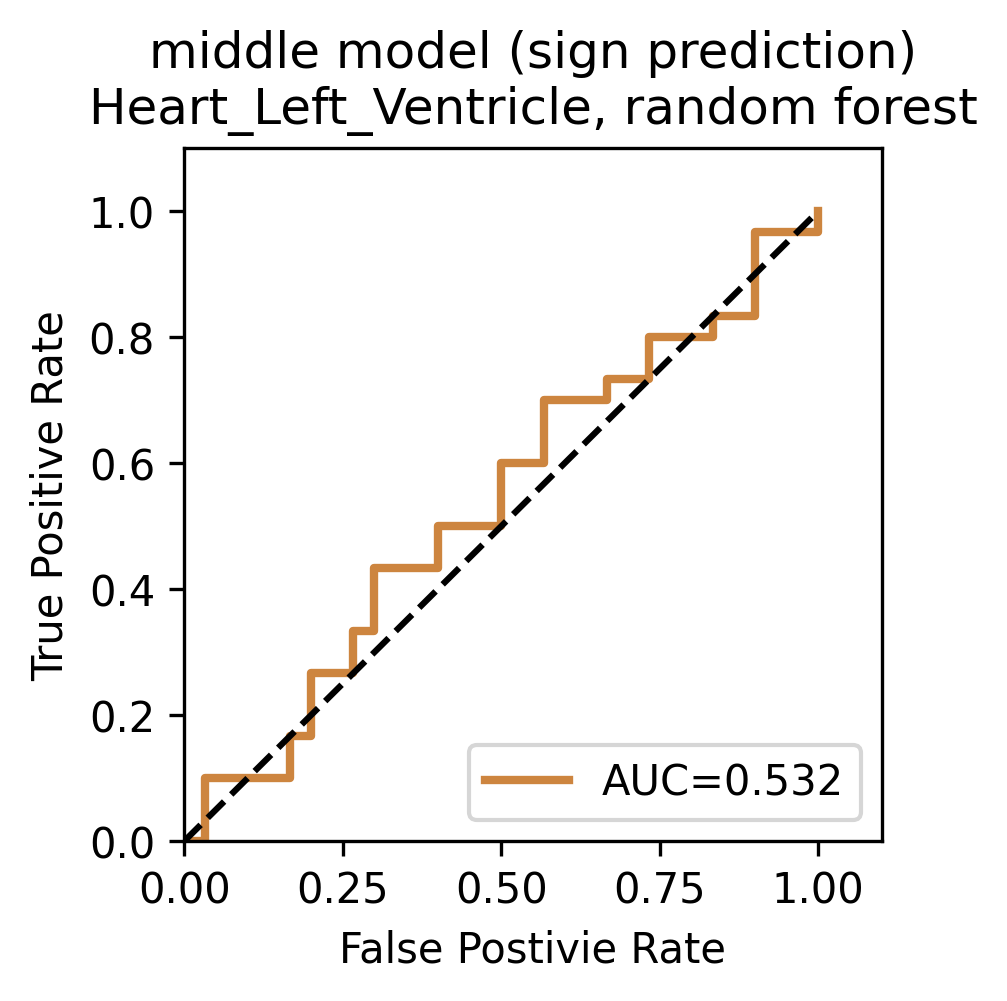 middle model (sign prediction)
Heart_Left_Ventricle, random forest
True Positive Rate
1.0
0.8
0.6
0.4
0.2
0.0
AUC=0.532
0.00 0.25 0.50 0.75 1.00
False Postivie Rate